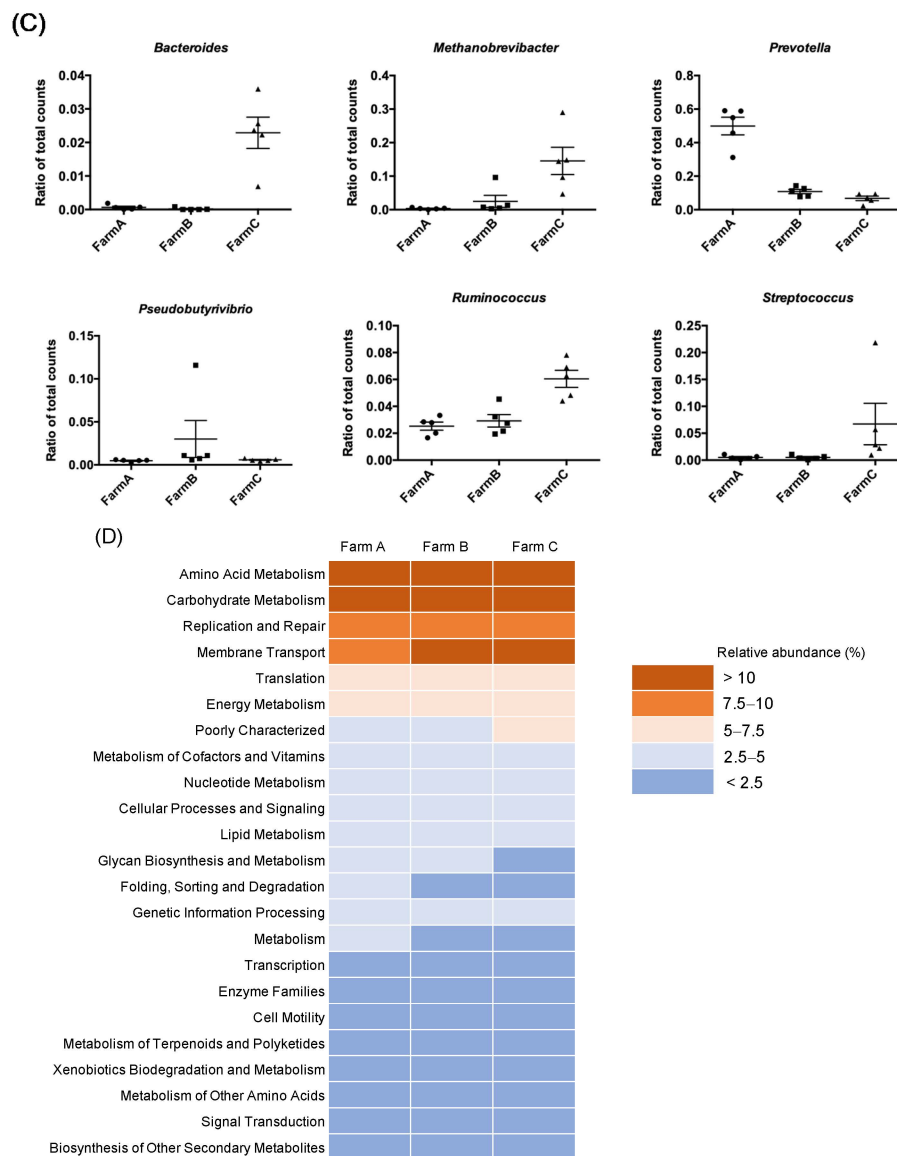 (C)
Bacteroides
Methanobrevibacter
Prevotella
Ratio of total counts
0.04
0.03
0.02
0.01
0.00
FarmA
FarmB
FarmC
Ratio of total counts
0.4
0.3
0.2
0.1
0.0
FarmA
FarmB
FarmC
Ratio of total counts
0.8
0.6
0.4
0.2
0.0
FarmA
FarmB
FarmC
Pseudobutyrivibrio
Ruminococcus
Streptococcus
Ratio of total counts
0.15
0.10
0.05
0.00
FarmA
FarmB
FarmC
Ratio of total counts
0.10
0.08
0.06
0.04
0.02
0.00
FarmA
FarmB
FarmC
Ratio of total counts
0.25
0.20
0.15
0.10
0.05
0.00
FarmA
FarmB
FarmC
(D)
Farm A Farm B Farm C
Amino Acid Metabolism
Carbohydrate Metabolism
Replication and Repair
Membrane Transport
Translation
Energy Metabolism
Poorly Characterized
Metabolism of Cofactors and Vitamins
Nucleotide Metabolism
Cellular Processes and Signaling
Lipid Metabolism
Glycan Biosynthesis and Metabolism
Folding, Sorting and Degradation
Genetic Information Processing
Metabolism
Transcription
Enzyme Families
Cell Motility
Metabolism of Terpenoids and Polyketides
Xenobiotics Biodegradation and Metabolism
Metabolism of Other Amino Acids
Signal Transduction
Biosynthesis of Other Secondary Metabolites
Relative abundance (%)
> 10
7.5–10
5–7.5
2.5–5
< 2.5